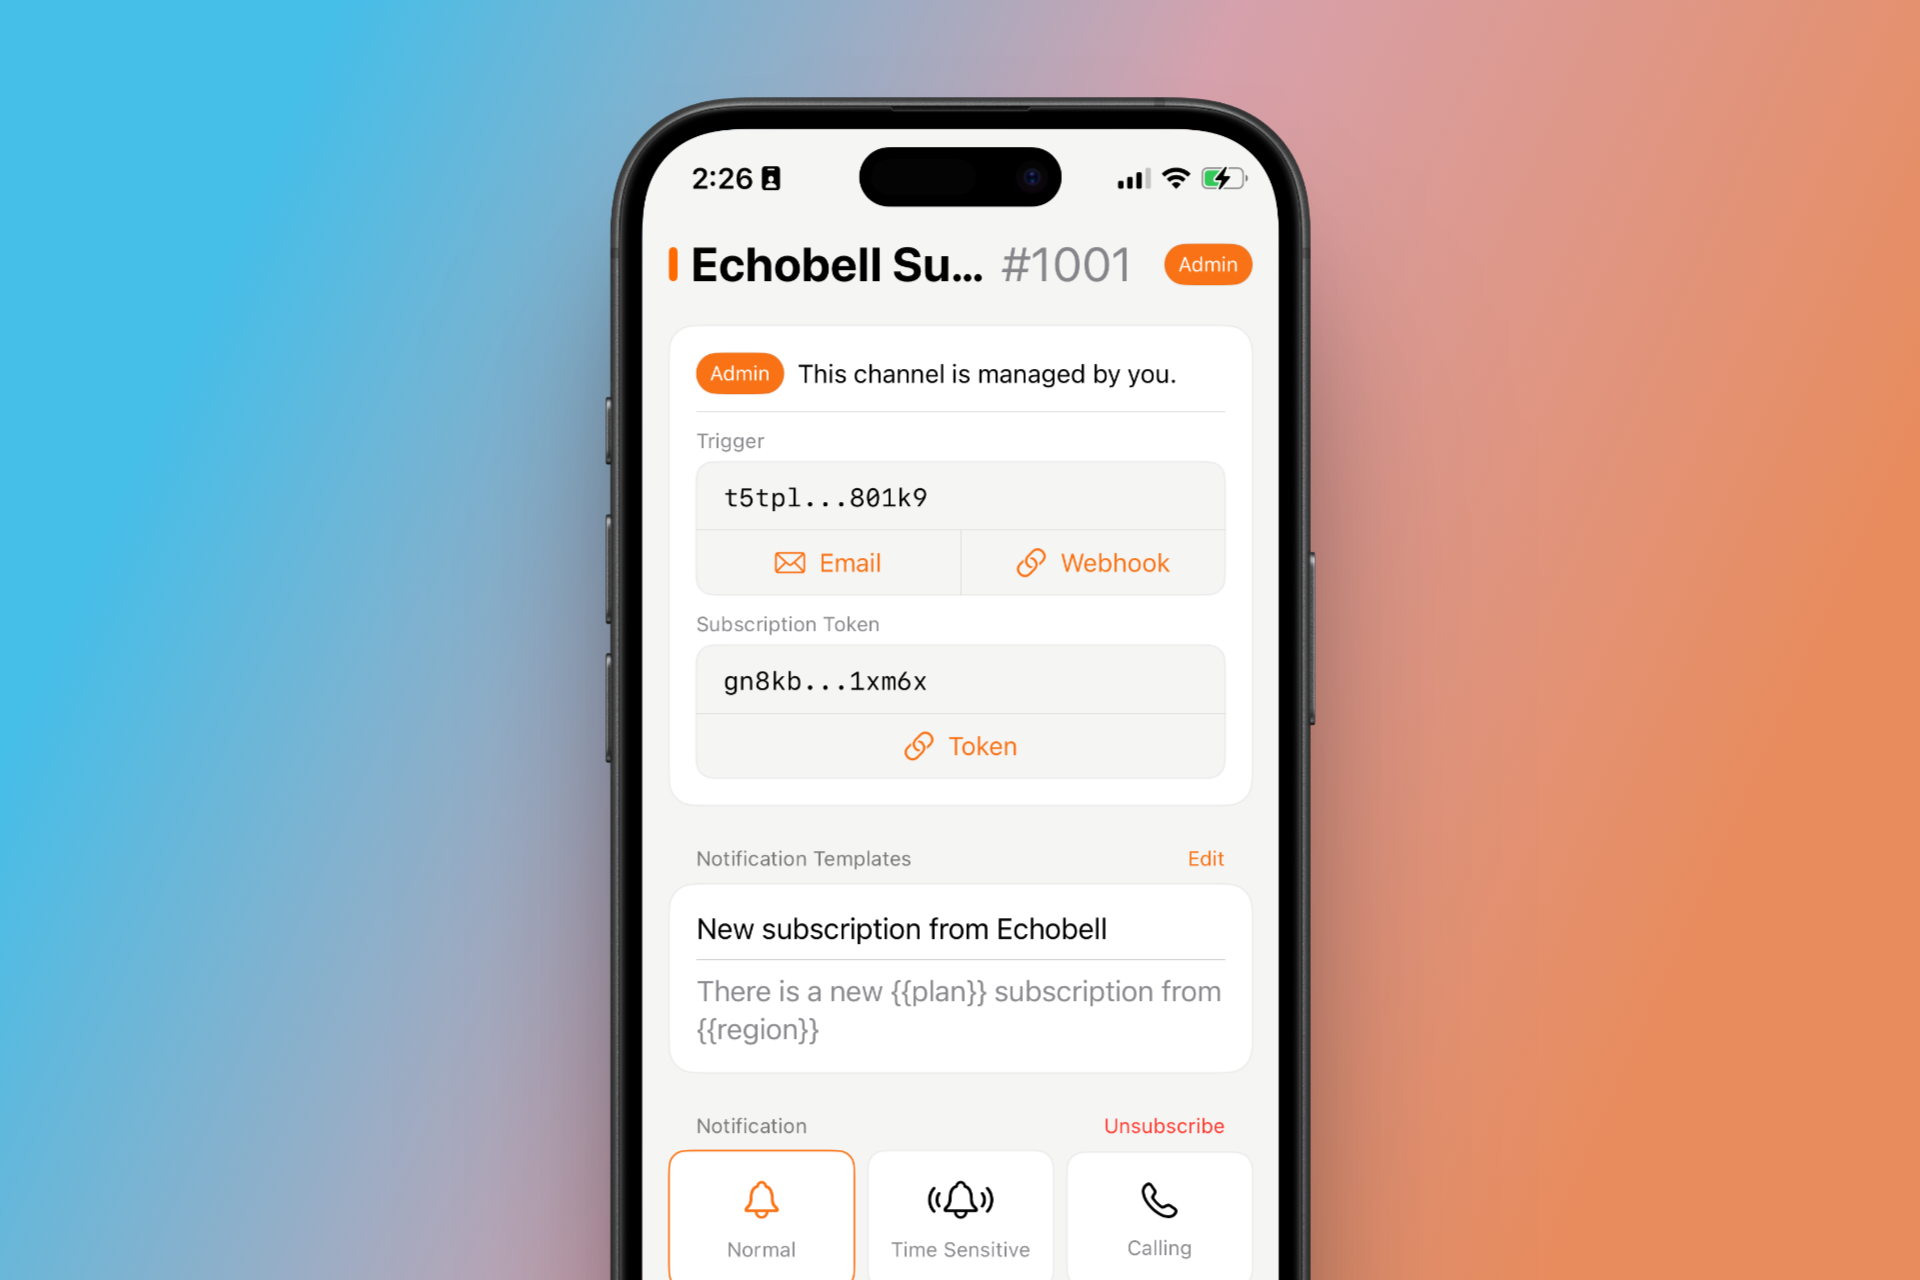 2:26
Echobell Su... #1001 Admin
Admin This channel is managed by you.
Trigger
t5tpl...801k9
Email Webhook
Subscription Token
gn8kb...1xm6x
Token
Notification Templates Edit
New subscription from Echobell
There is a new {{plan}} subscription from
{{region}}
Notification Unsubscribe
Normal Time Sensitive Calling